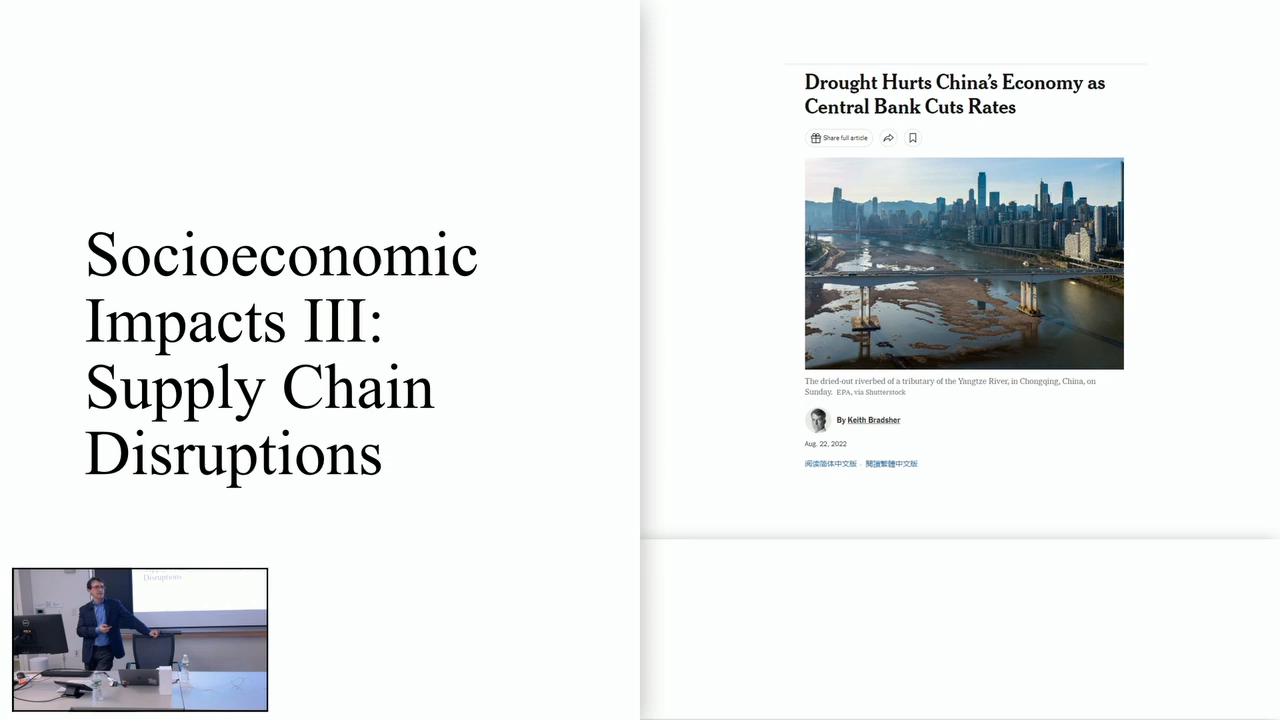 Socioeconomic
Impacts III:
Supply Chain
Disruptions
Drought Hurts China’s Economy as
Central Bank Cuts Rates
Share full article
The dried-out riverbed of a tributary of the Yangtze River, in Chongqing, China, on
Sunday. EPA, via Shutterstock
By Keith Bradsher
Aug. 22, 2022
阅读简体中文版 · 閱讀繁體中文版
Disruptions